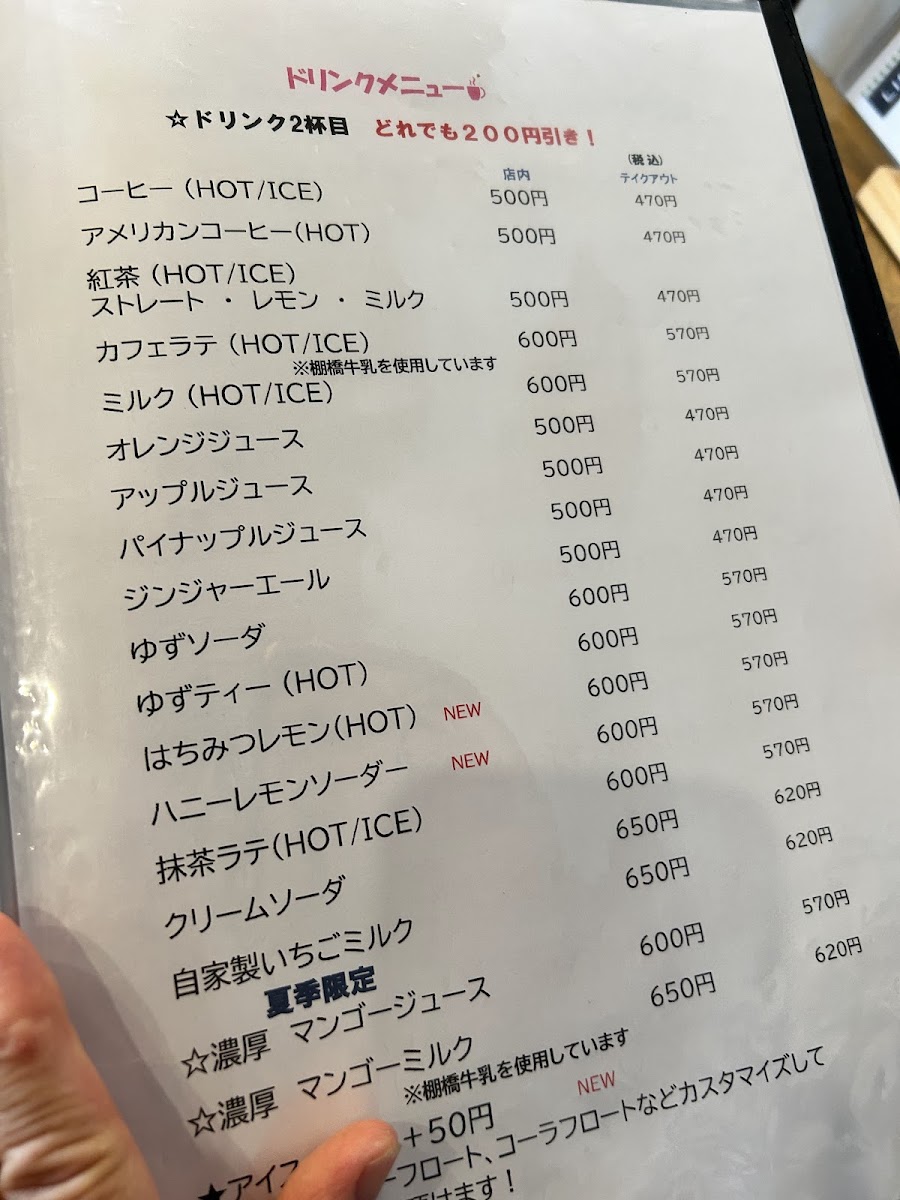 ドリンクメニュー
☆ドリンク2杯目 どれでも200円引き！
店内 (税込) テイクアウト
コーヒー（HOT/ICE） 500円 470円
アメリカンコーヒー(HOT) 500円 470円
紅茶（HOT/ICE）
ストレート ・ レモン ・ ミルク 500円 470円
カフェラテ（HOT/ICE） 600円 570円
※棚橋牛乳を使用しています
ミルク（HOT/ICE） 600円 570円
オレンジジュース 500円 470円
アップルジュース 500円 470円
パイナップルジュース 500円 470円
ジンジャーエール 500円 470円
ゆずソーダ 600円 570円
ゆずティー（HOT） 600円 570円
はちみつレモン(HOT) NEW 600円 570円
ハニーレモンソーダー NEW 600円 570円
抹茶ラテ(HOT/ICE) 600円 570円
クリームソーダ 650円 620円
自家製いちごミルク 650円 620円
夏季限定
☆濃厚 マンゴージュース 600円 570円
☆濃厚 マンゴーミルク 650円 620円
※棚橋牛乳を使用しています
★アイス +50円 NEW
ーフロート、コーラフロートなどカスタマイズして
けます！